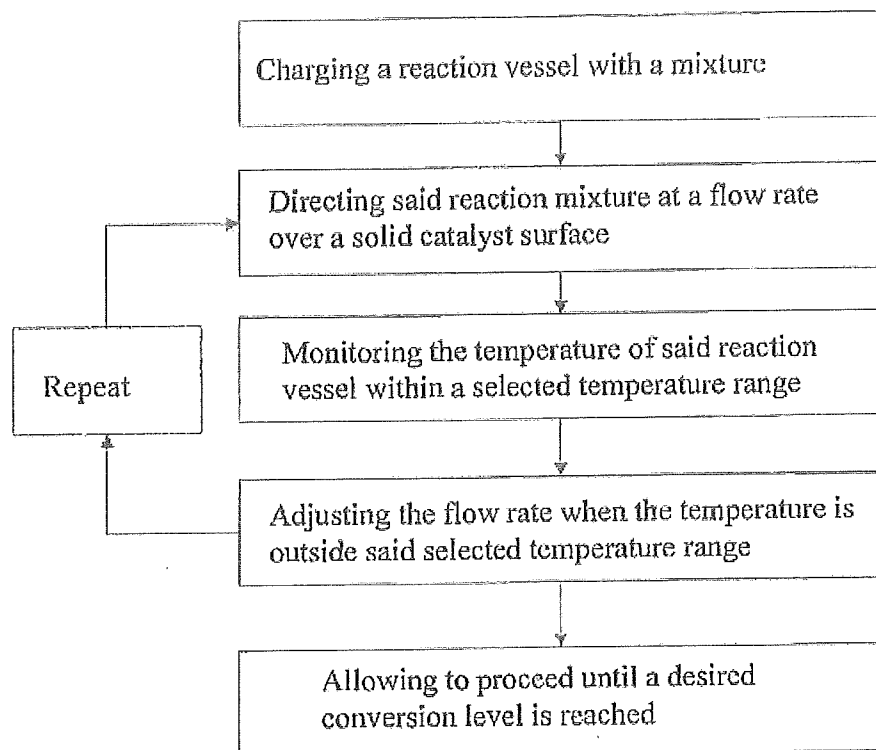 Charging a reaction vessel with a mixture
Directing said reaction mixture at a flow rate
over a solid catalyst surface
Monitoring the temperature of said reaction
vessel within a selected temperature range
Repeat
Adjusting the flow rate when the temperature is
outside said selected temperature range
Allowing to proceed until a desired
conversion level is reached